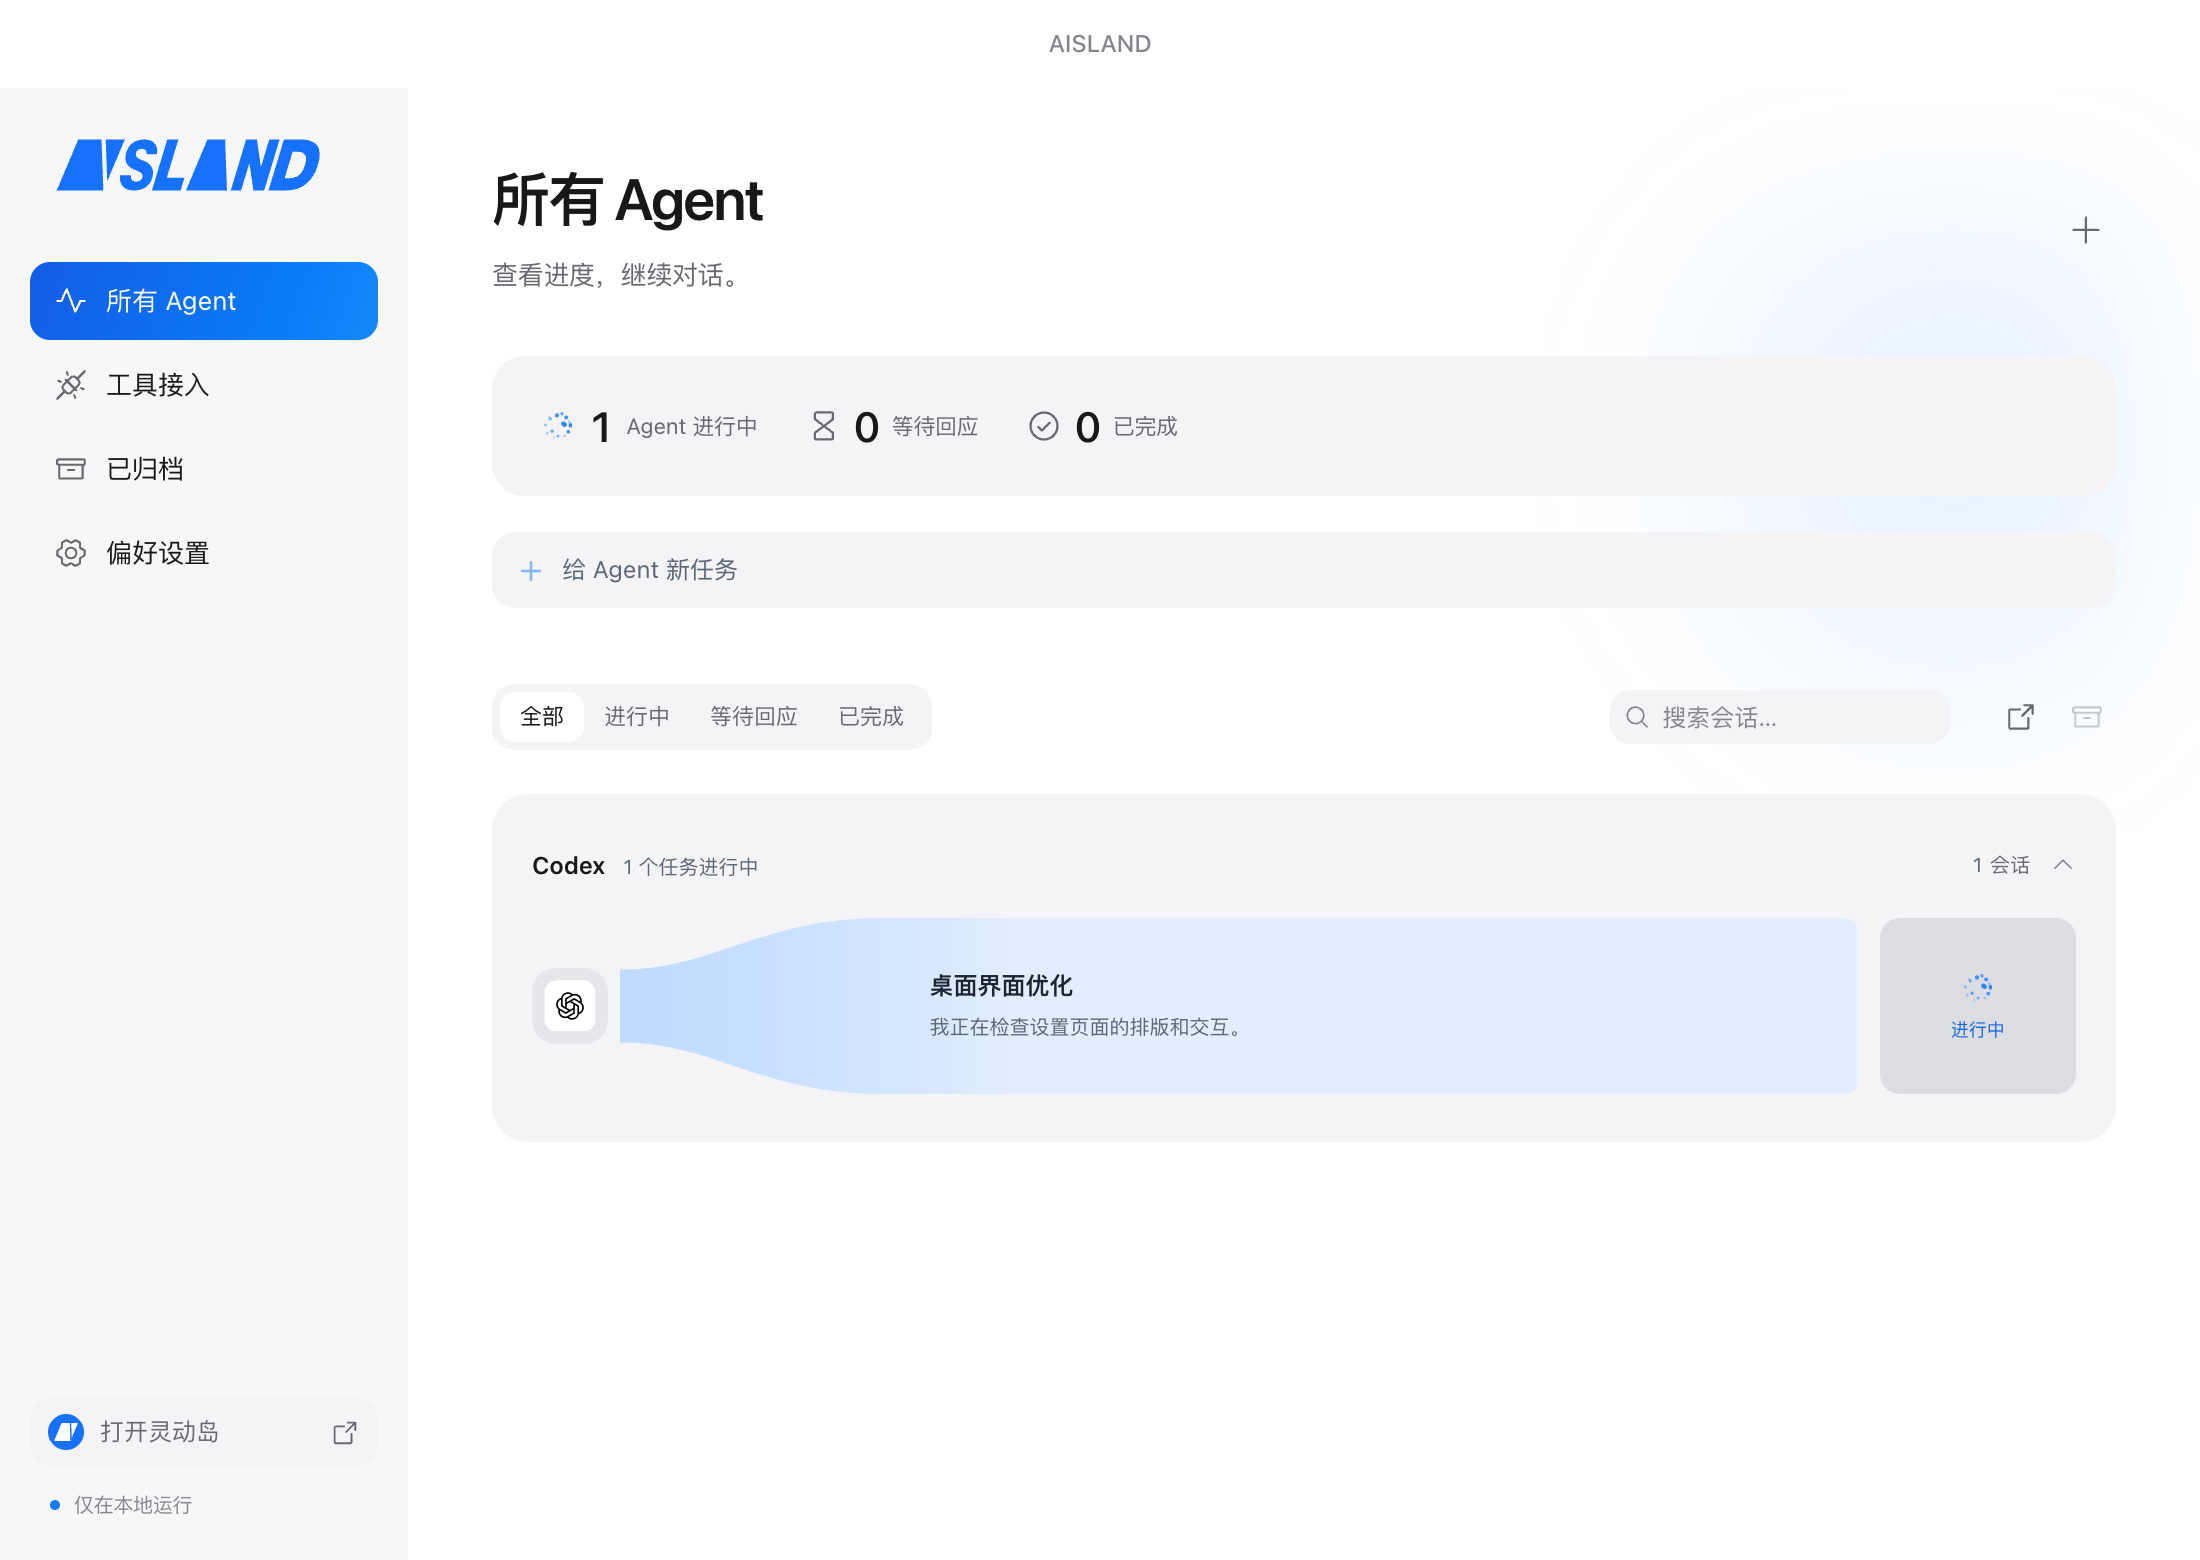 AISLAND
AISLAND
所有 Agent
工具接入
已归档
偏好设置
打开灵动岛
仅在本地运行
所有 Agent
查看进度，继续对话。
1 Agent 进行中
0 等待回应
0 已完成
给 Agent 新任务
全部
进行中
等待回应
已完成
搜索会话...
Codex 1 个任务进行中
1 会话
桌面界面优化
我正在检查设置页面的排版和交互。
进行中